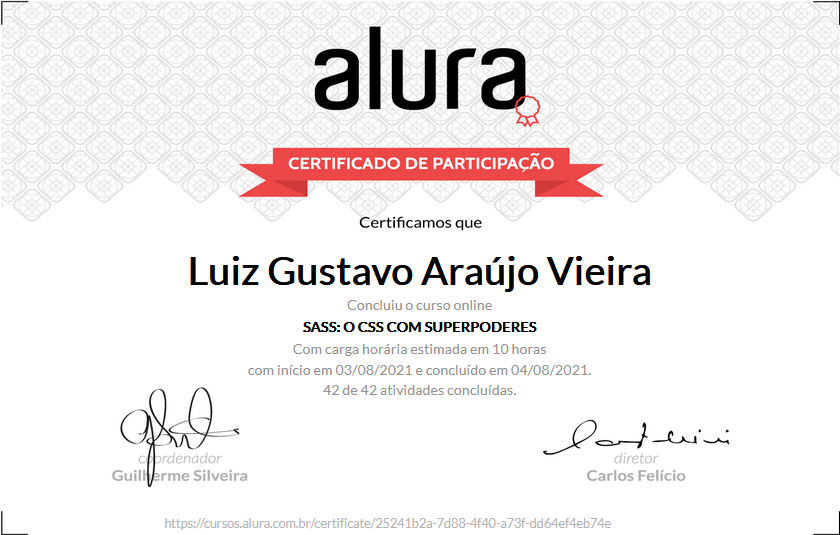 alura
CERTIFICADO DE PARTICIPAÇÃO
Certificamos que
Luiz Gustavo Araújo Vieira
Concluiu o curso online
SASS: O CSS COM SUPERPODERES
Com carga horária estimada em 10 horas
com início em 03/08/2021 e concluído em 04/08/2021.
42 de 42 atividades concluídas.
coordenador
Guilherme Silveira
diretor
Carlos Felício
https://cursos.alura.com.br/certificate/25241b2a-7d88-4f40-a73f-dd64ef4eb74e